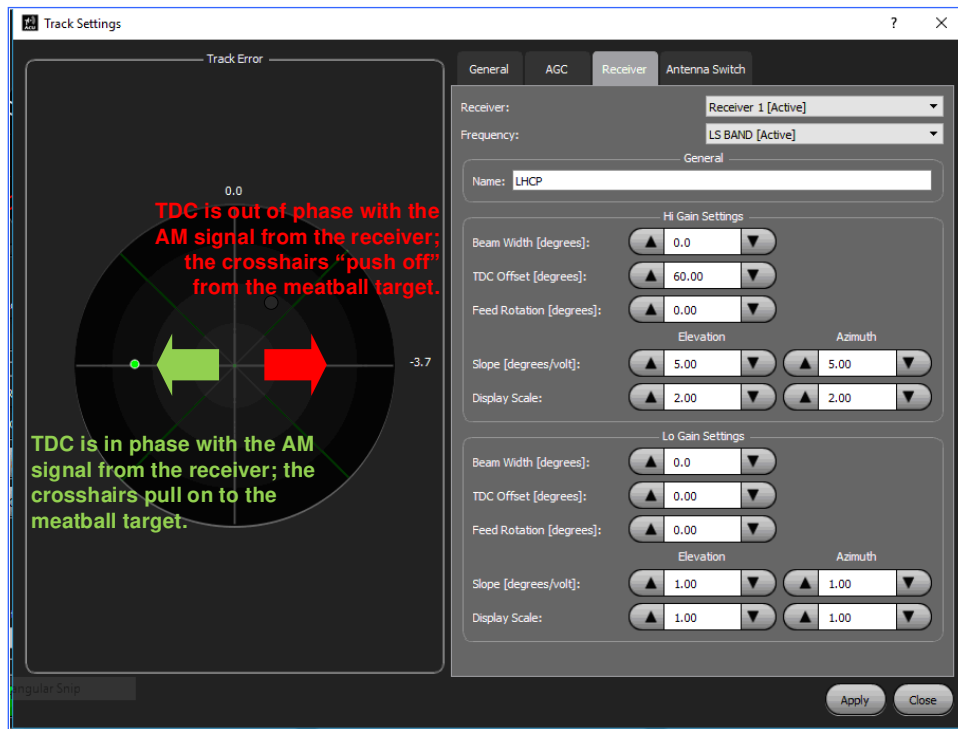 Track Settings
? ×
Track Error
0.0
TDC is out of phase with the
AM signal from the receiver;
the crosshairs “push off”
from the meatball target.
-3.7
TDC is in phase with the AM
signal from the receiver; the
crosshairs pull on to the
meatball target.
General AGC Receiver Antenna Switch
Receiver: Receiver 1 [Active]
Frequency: LS BAND [Active]
General
Name: LHCP
Hi Gain Settings
Beam Width [degrees]: 0.0
TDC Offset [degrees]: 60.00
Feed Rotation [degrees]: 0.00
Elevation Azimuth
Slope [degrees/volt]: 5.00 5.00
Display Scale: 2.00 2.00
Lo Gain Settings
Beam Width [degrees]: 0.0
TDC Offset [degrees]: 0.00
Feed Rotation [degrees]: 0.00
Elevation Azimuth
Slope [degrees/volt]: 1.00 1.00
Display Scale: 1.00 1.00
angular Snip
Apply Close